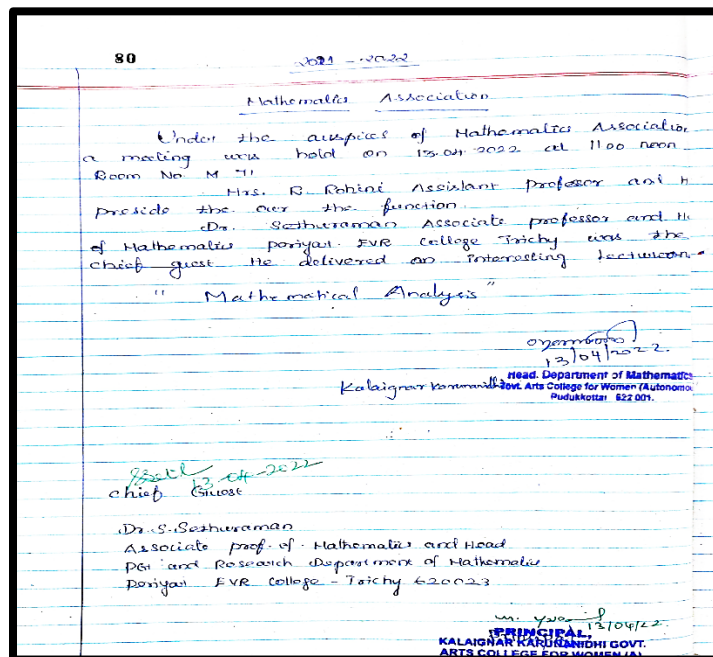 80
2021 - 2022
Mathematics Association
Under the auspices of Mathematics Association
a meeting was hold on 13.04.2022 at 11 00 noon
Room No. M
Mrs. R. Rohini Assistant professor and H
preside the over the function.
Dr. Sethuraman Associate professor and H
of Mathematics poriyar EVR college Trichy was the
chief guest He delivered an interesting lecture on
" Mathematical Analysis "
13/04/2022.
Head. Department of Mathematics
Kalaignar Karunanidhi Govt. Arts College for Women (Autonomo
Pudukkottai 622 001.
13-04-2022
chief Guest
Dr. S. Sethuraman
Associate prof. of Mathematics and Head
PG and Research Department of Mathematics
Poriyar EVR College - Trichy 620023
13/04/22
PRINCIPAL,
KALAIGNAR KARUNANIDHI GOVT.
ARTS COLLEGE FOR WOMEN (A)